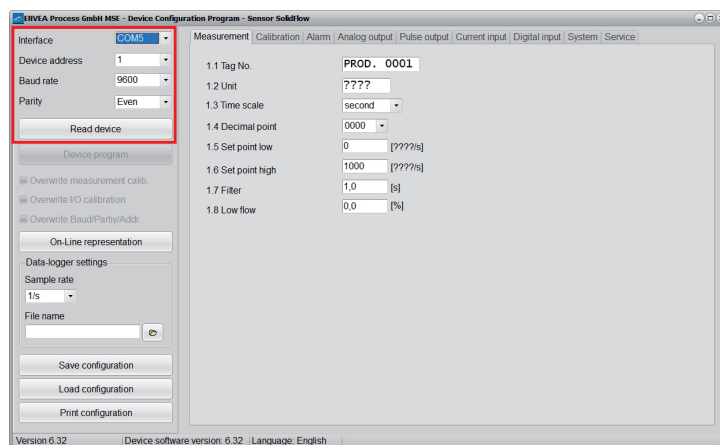 ENVEA Process GmbH MSE - Device Configuration Program - Sensor SolidFlow
Interface COM5
Device address 1
Baud rate 9600
Parity Even
Read device
Device program
Overwrite measurement calib.
Overwrite I/O calibration
Overwrite Baud/Partiy/Addr.
On-Line representation
Data-logger settings
Sample rate
1/s
File name
Save configuration
Load configuration
Print configuration
Measurement Calibration Alarm Analog output Pulse output Current input Digital input System Service
1.1 Tag No. PROD. 0001
1.2 Unit ????
1.3 Time scale second
1.4 Decimal point 0000
1.5 Set point low 0 [????/s]
1.6 Set point high 1000 [????/s]
1.7 Filter 1,0 [s]
1.8 Low flow 0,0 [%]
Version 6.32 Device software version: 6.32 Language: English